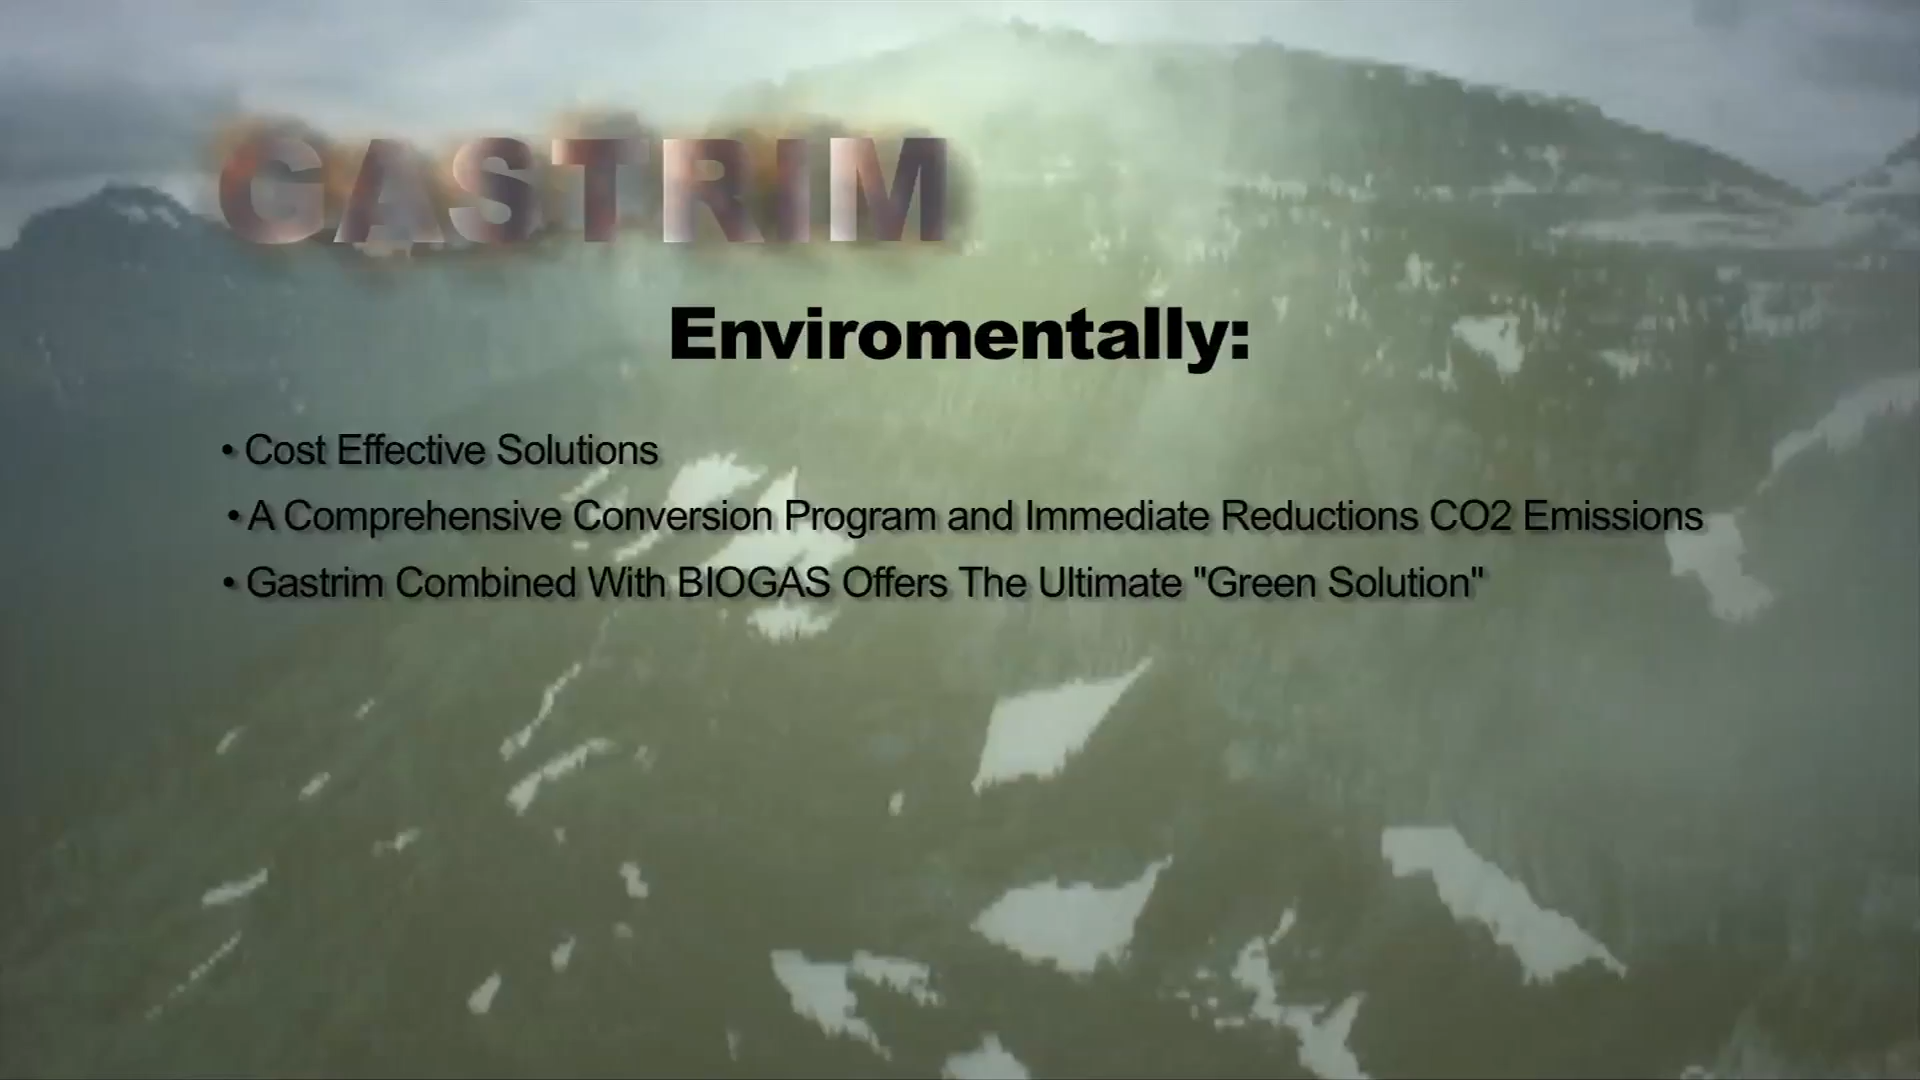 GASTRIM
Enviromentally:
• Cost Effective Solutions
• A Comprehensive Conversion Program and Immediate Reductions CO2 Emissions
• Gastrim Combined With BIOGAS Offers The Ultimate "Green Solution"